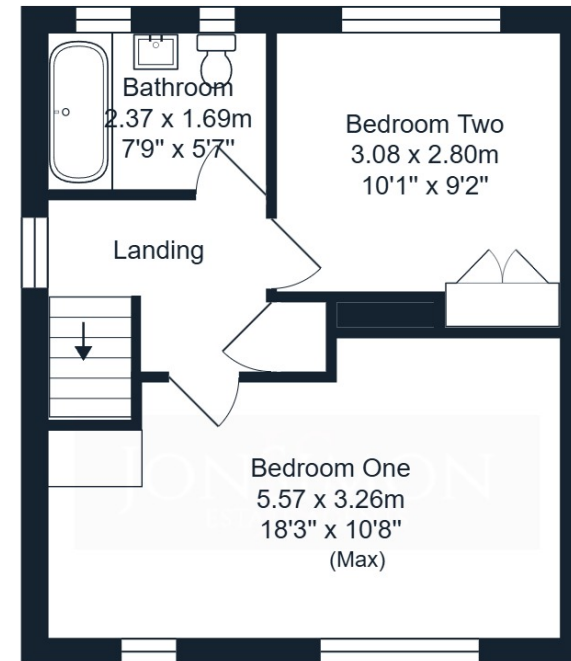 Bathroom
2.37 x 1.69m
7'9" x 5'7"
Bedroom Two
3.08 x 2.80m
10'1" x 9'2"
Landing
Bedroom One
5.57 x 3.26m
18'3" x 10'8"
(Max)